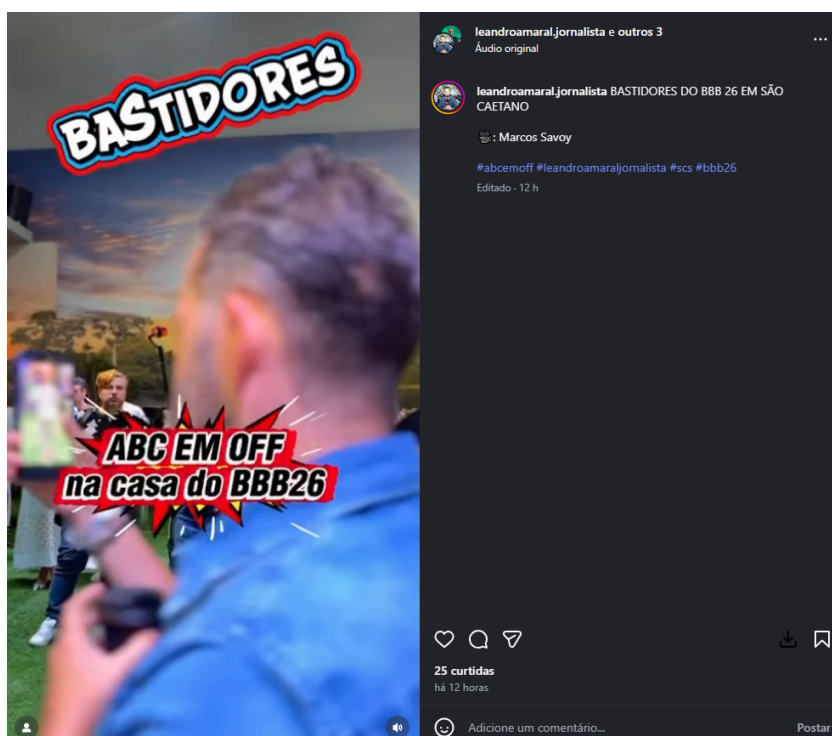 BASTIDORES
ABC EM OFF
na casa do BBB26
leandroamaral.jornalista e outros 3
Áudio original
leandroamaral.jornalista BASTIDORES DO BBB 26 EM SÃO
CAETANO
: Marcos Savoy
#abcemoff #leandroamaraljornalista #scs #bbb26
Editado · 12 h
25 curtidas
há 12 horas
Adicione um comentário...
Postar